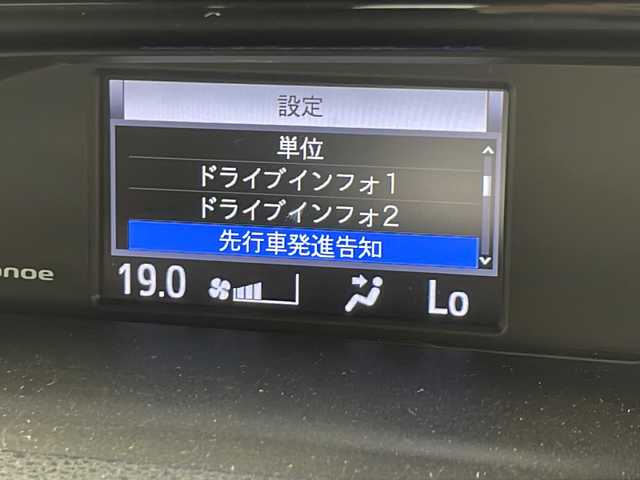 設定
単位
ドライブインフォ1
ドライブインフォ2
先行車発進告知
noe
19.0
Lo